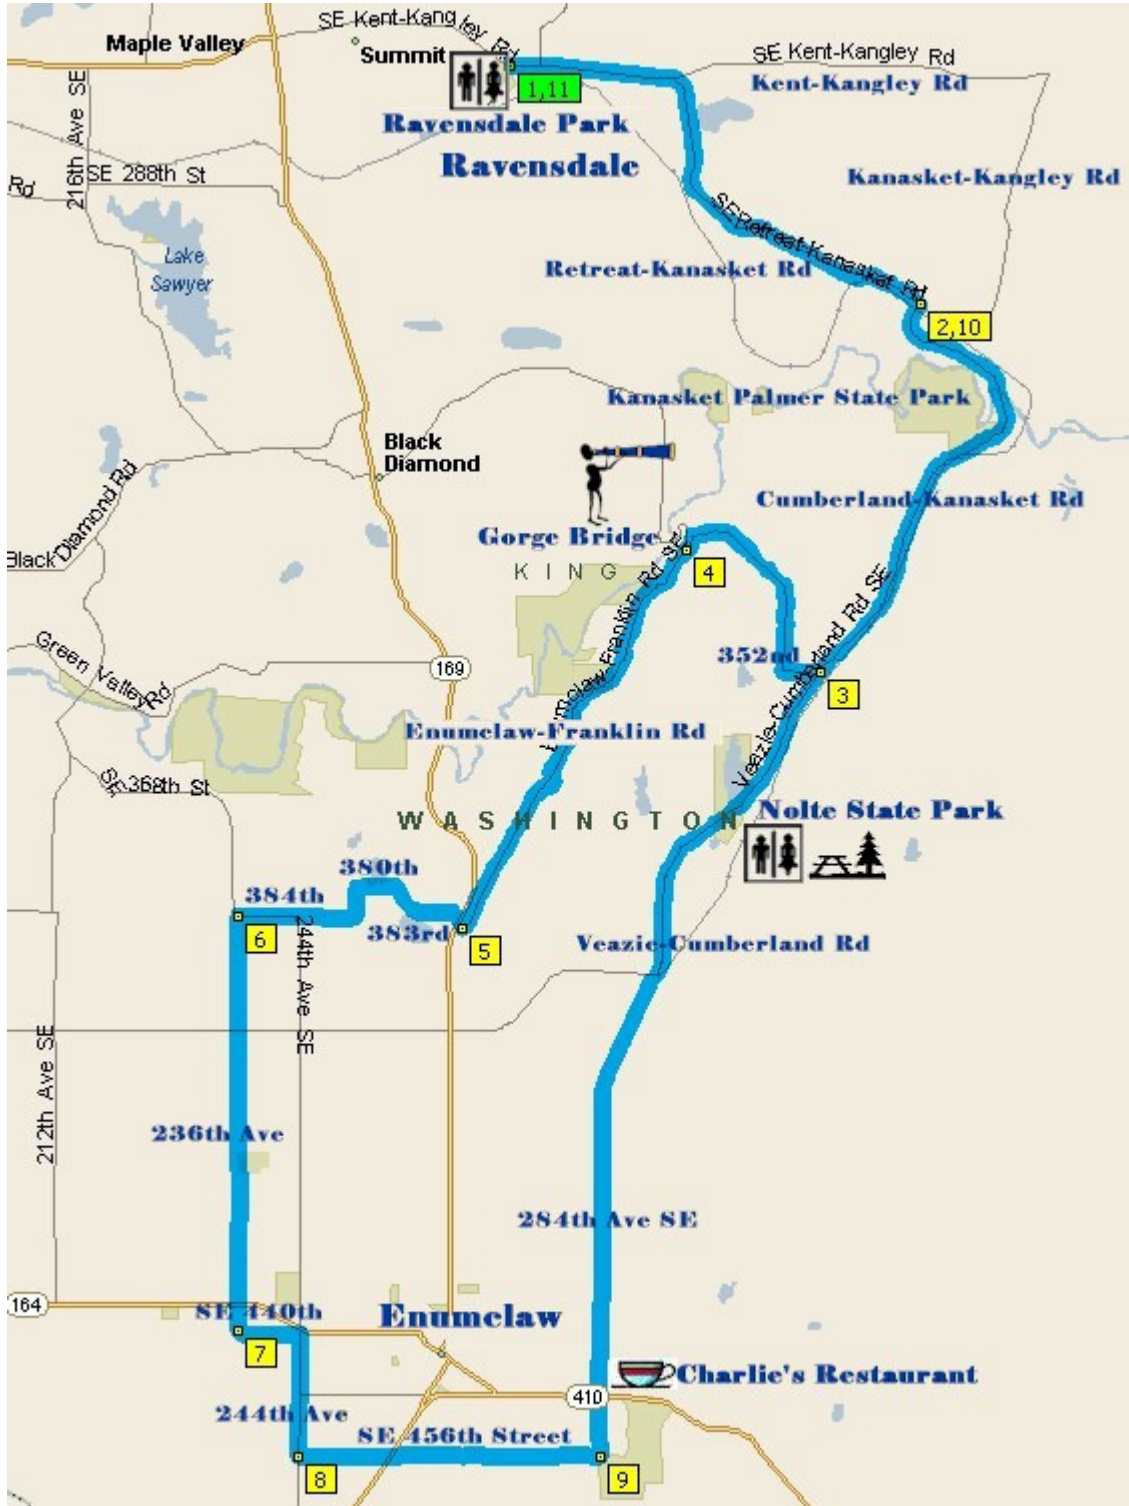 SE Kent-Kangley Rd
Maple Valley
Summit
SE Kent-Kangley Rd
Kent-Kangley Rd
1,11
Ravensdale Park
Ravensdale
216th Ave SE
SE 288th St
Rd
Kanasket-Kangley Rd
SE Retreat-Kanaskat Rd
Lake
Sawyer
Retreat-Kanasket Rd
2,10
Kanasket Palmer State Park
Black
Diamond
Black Diamond Rd
Cumberland-Kanasket Rd
Gorge Bridge
KING
4
Green Valley Rd
169
352nd
3
Veazie-Cumberland Rd SE
Enumclaw-Franklin Rd SE
Enumelaw-Franklin Rd
SE 368th St
WASHINGTON
Nolte State Park
380th
384th
383rd
6
5
244th Ave SE
Veazie-Cumberland Rd
212th Ave SE
236th Ave
284th Ave SE
164
SE 440th
Enumelaw
7
Charlie's Restaurant
410
244th Ave
SE 456th Street
8
9